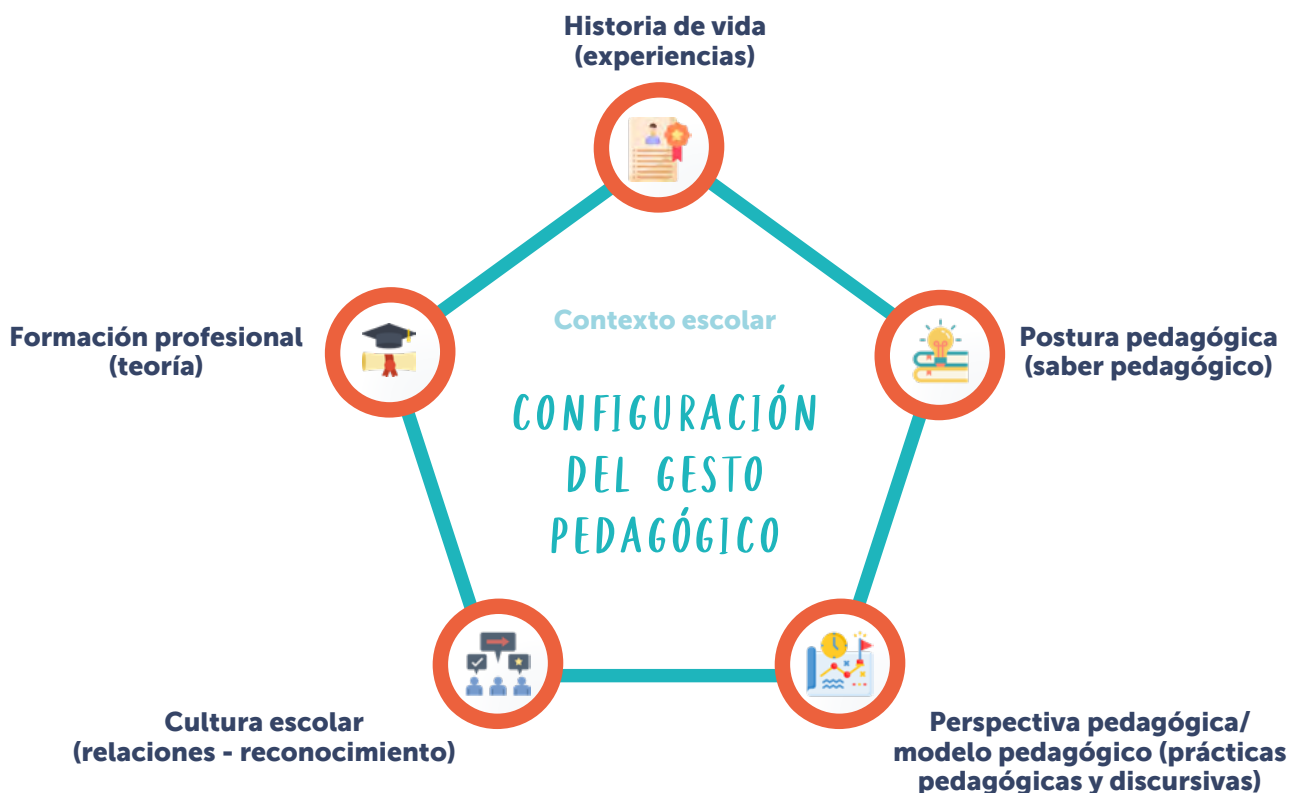 Historia de vida
(experiencias)
Formación profesional
(teoría)
Contexto escolar
Postura pedagógica
(saber pedagógico)
CONFIGURACIÓN
DEL GESTO
PEDAGÓGICO
Cultura escolar
(relaciones - reconocimiento)
Perspectiva pedagógica/
modelo pedagógico (prácticas
pedagógicas y discursivas)